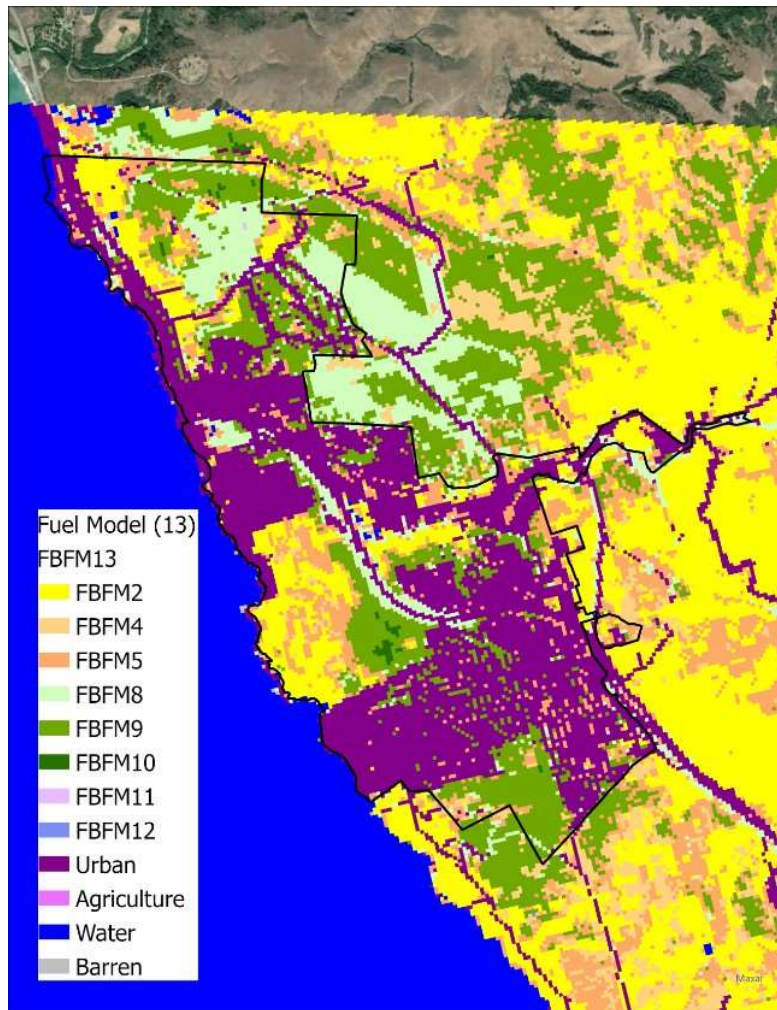 Fuel Model (13)
FBFM13
FBFM2
FBFM4
FBFM5
FBFM8
FBFM9
FBFM10
FBFM11
FBFM12
Urban
Agriculture
Water
Barren
Maxar